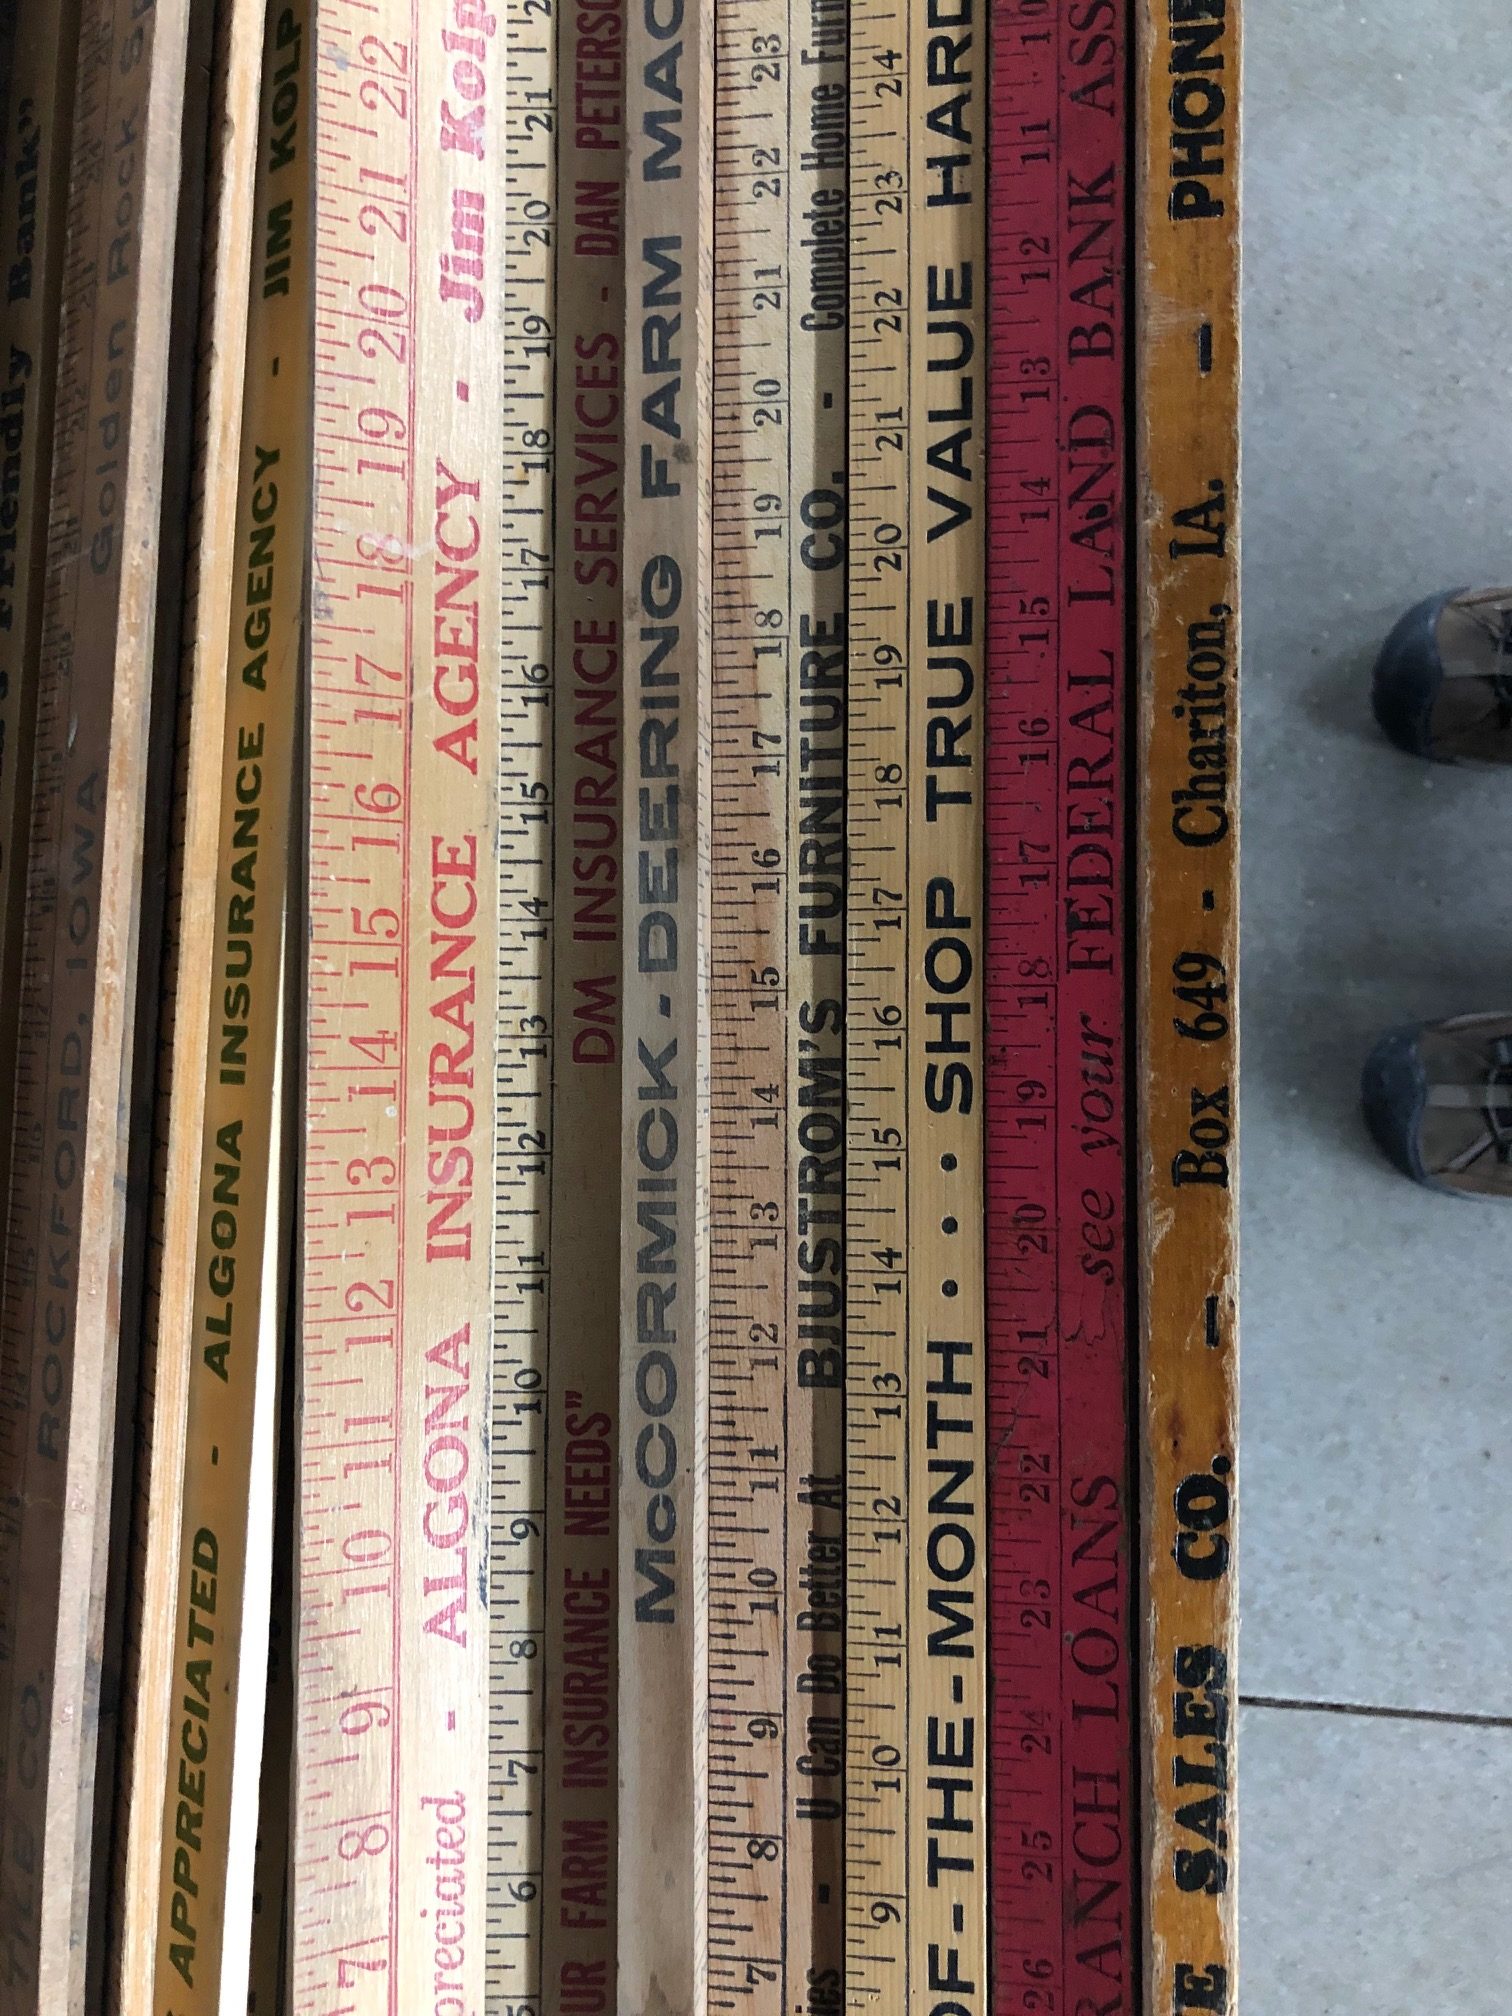 Friendly Bank"
Golden Rock
ROCKFORD, IOWA
APPRECIATED - ALGONA INSURANCE AGENCY - JIM KOLP
7 8 9 10 11 12 13 14 15 16 17 18 19 20 21 22
preciated - ALGONA INSURANCE AGENCY - Jim Kolp
6 7 8 9 10 11 12 13 14 15 16 17 18 19 20 21
UR FARM INSURANCE NEEDS" DM INSURANCE SERVICES - DAN PETERSO
McCORMICK-DEERING FARM MAC
7 8 9 10 11 12 13 14 15 16 17 18 19 20 21 22 23
ies - U Can Do Better At BJUSTROM'S FURNITURE CO. - Complete Home Furn
9 10 11 12 13 14 15 16 17 18 19 20 21 22 23 24
OF-THE-MONTH • • • SHOP TRUE VALUE HARD
26 25 24 23 22 21 20 19 18 17 16 15 14 13 12 11 10
RANCH LOANS see your FEDERAL LAND BANK ASS
E SALES CO. - Box 649 - Chariton, IA. - PHONE